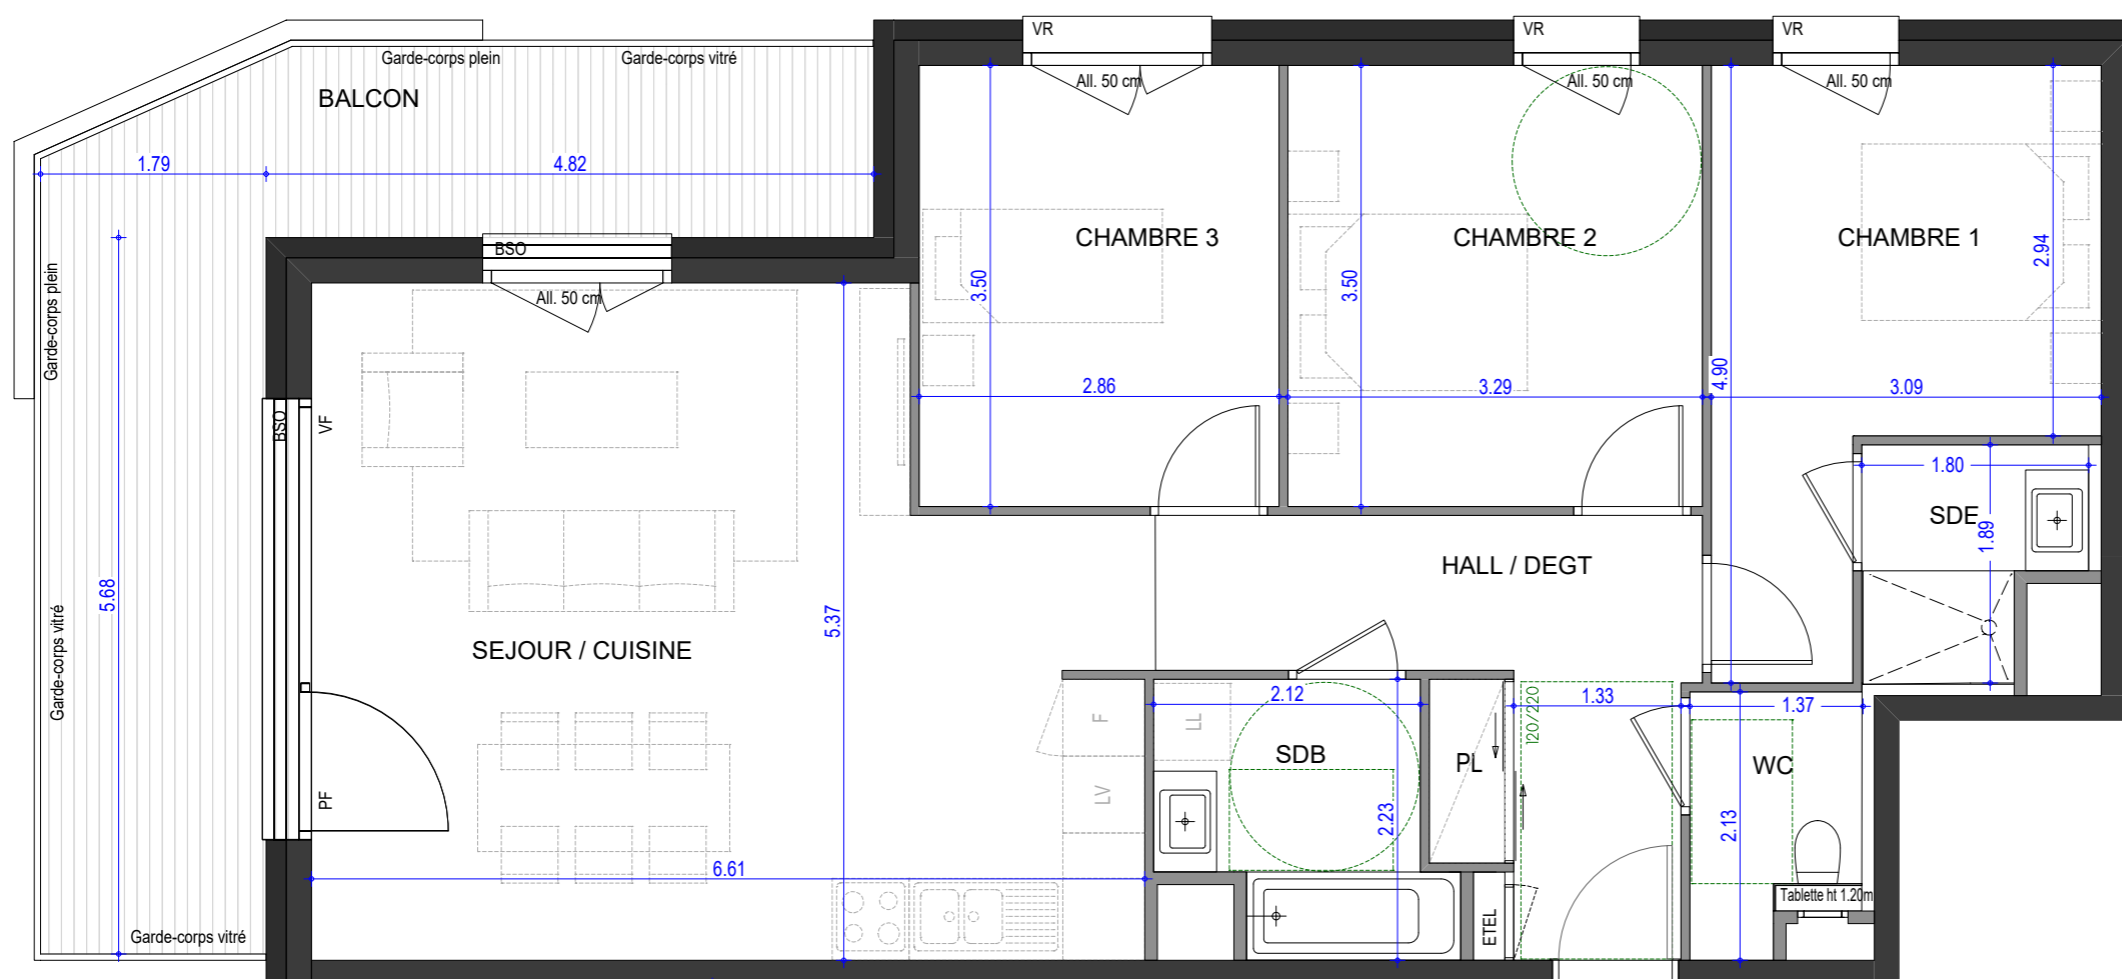 VR
VR
VR
Garde-corps plein
Garde-corps vitré
All. 50 cm
All. 50 cm
All. 50 cm
BALCON
1.79
4.82
CHAMBRE 3
CHAMBRE 2
CHAMBRE 1
2.94
BSO
All. 50 cm
3.50
3.50
Garde-corps plein
4.90
2.86
3.29
3.09
BSO
VF
1.80
SDE
1.89
HALL / DEGT
5.68
5.37
Garde-corps vitré
SEJOUR / CUISINE
2.12
1.33
1.37
F
LL
120/220
SDB
PL
WC
PF
LV
2.23
2.13
6.61
Tablette ht 1.20m
ETEL
Garde-corps vitré